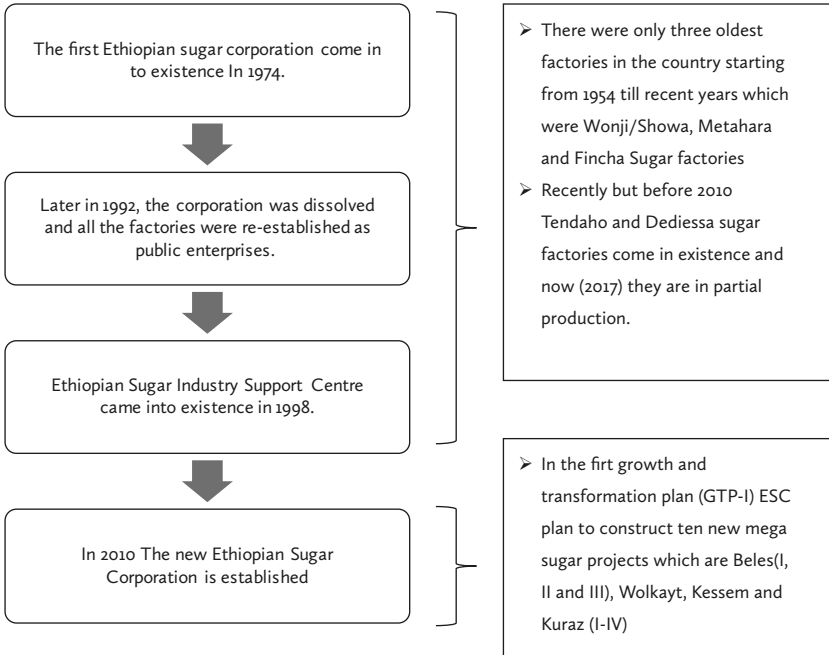 The first Ethiopian sugar corporation come in
to existence In 1974.
Later in 1992, the corporation was dissolved
and all the factories were re-established as
public enterprises.
Ethiopian Sugar Industry Support Centre
came into existence in 1998.
In 2010 The new Ethiopian Sugar
Corporation is established
➢ There were only three oldest
factories in the country starting
from 1954 till recent years which
were Wonji/Showa, Metahara
and Fincha Sugar factories
➢ Recently but before 2010
Tendaho and Dediessa sugar
factories come in existence and
now (2017) they are in partial
production.
➢ In the firt growth and
transformation plan (GTP-I) ESC
plan to construct ten new mega
sugar projects which are Beles(I,
II and III), Wolkayt, Kessem and
Kuraz (I-IV)